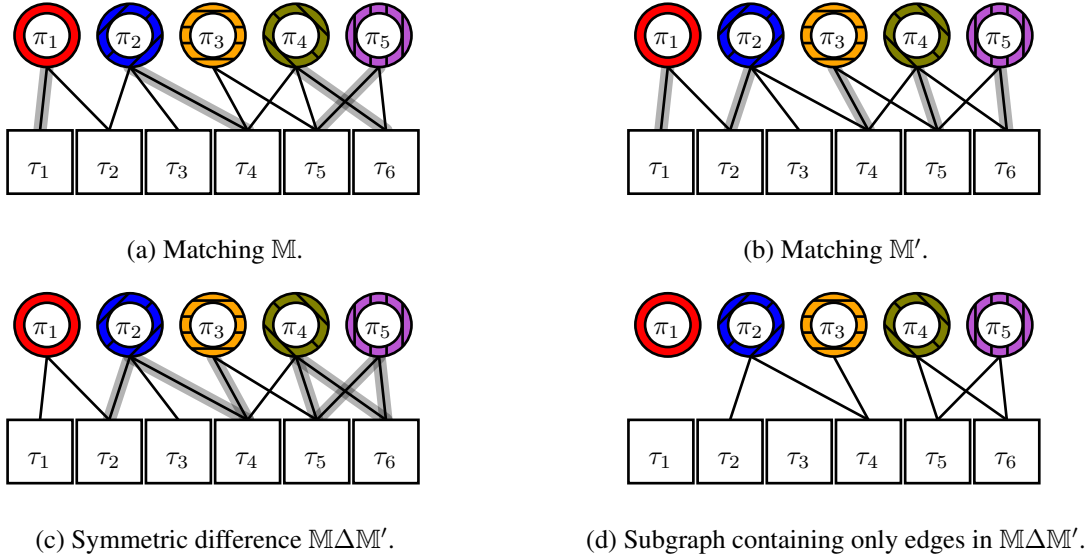 π1 π2 π3 π4 π5
τ1 τ2 τ3 τ4 τ5 τ6
(a) Matching 𝕄.
π1 π2 π3 π4 π5
τ1 τ2 τ3 τ4 τ5 τ6
(b) Matching 𝕄′.
π1 π2 π3 π4 π5
τ1 τ2 τ3 τ4 τ5 τ6
(c) Symmetric difference 𝕄Δ𝕄′.
π1 π2 π3 π4 π5
τ1 τ2 τ3 τ4 τ5 τ6
(d) Subgraph containing only edges in 𝕄Δ𝕄′.